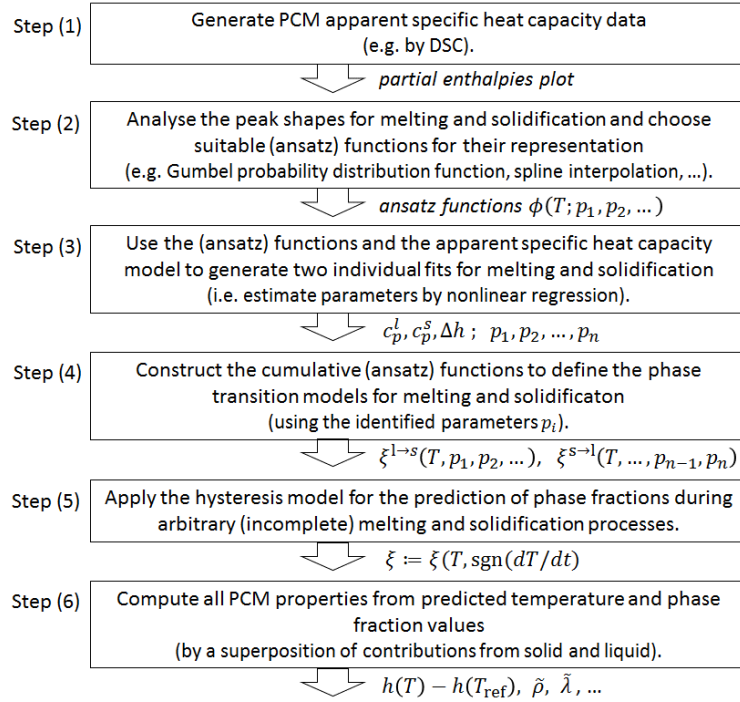 Step (1)
Generate PCM apparent specific heat capacity data
(e.g. by DSC).
partial enthalpies plot
Step (2)
Analyse the peak shapes for melting and solidification and choose
suitable (ansatz) functions for their representation
(e.g. Gumbel probability distribution function, spline interpolation, ...).
ansatz functions ϕ(T; p₁, p₂, … )
Step (3)
Use the (ansatz) functions and the apparent specific heat capacity
model to generate two individual fits for melting and solidification
(i.e. estimate parameters by nonlinear regression).
cₚˡ, cₚˢ, Δh ; p₁, p₂, … , pₙ
Step (4)
Construct the cumulative (ansatz) functions to define the phase
transition models for melting and solidificaton
(using the identified parameters pᵢ).
ξˡ→ˢ(T, p₁, p₂, … ), ξˢ→ˡ(T, … , pₙ₋₁, pₙ)
Step (5)
Apply the hysteresis model for the prediction of phase fractions during
arbitrary (incomplete) melting and solidification processes.
ξ ≔ ξ(T, sgn(dT/dt)
Step (6)
Compute all PCM properties from predicted temperature and phase
fraction values
(by a superposition of contributions from solid and liquid).
h(T) − h(T_ref), ρ̃, λ̃, …